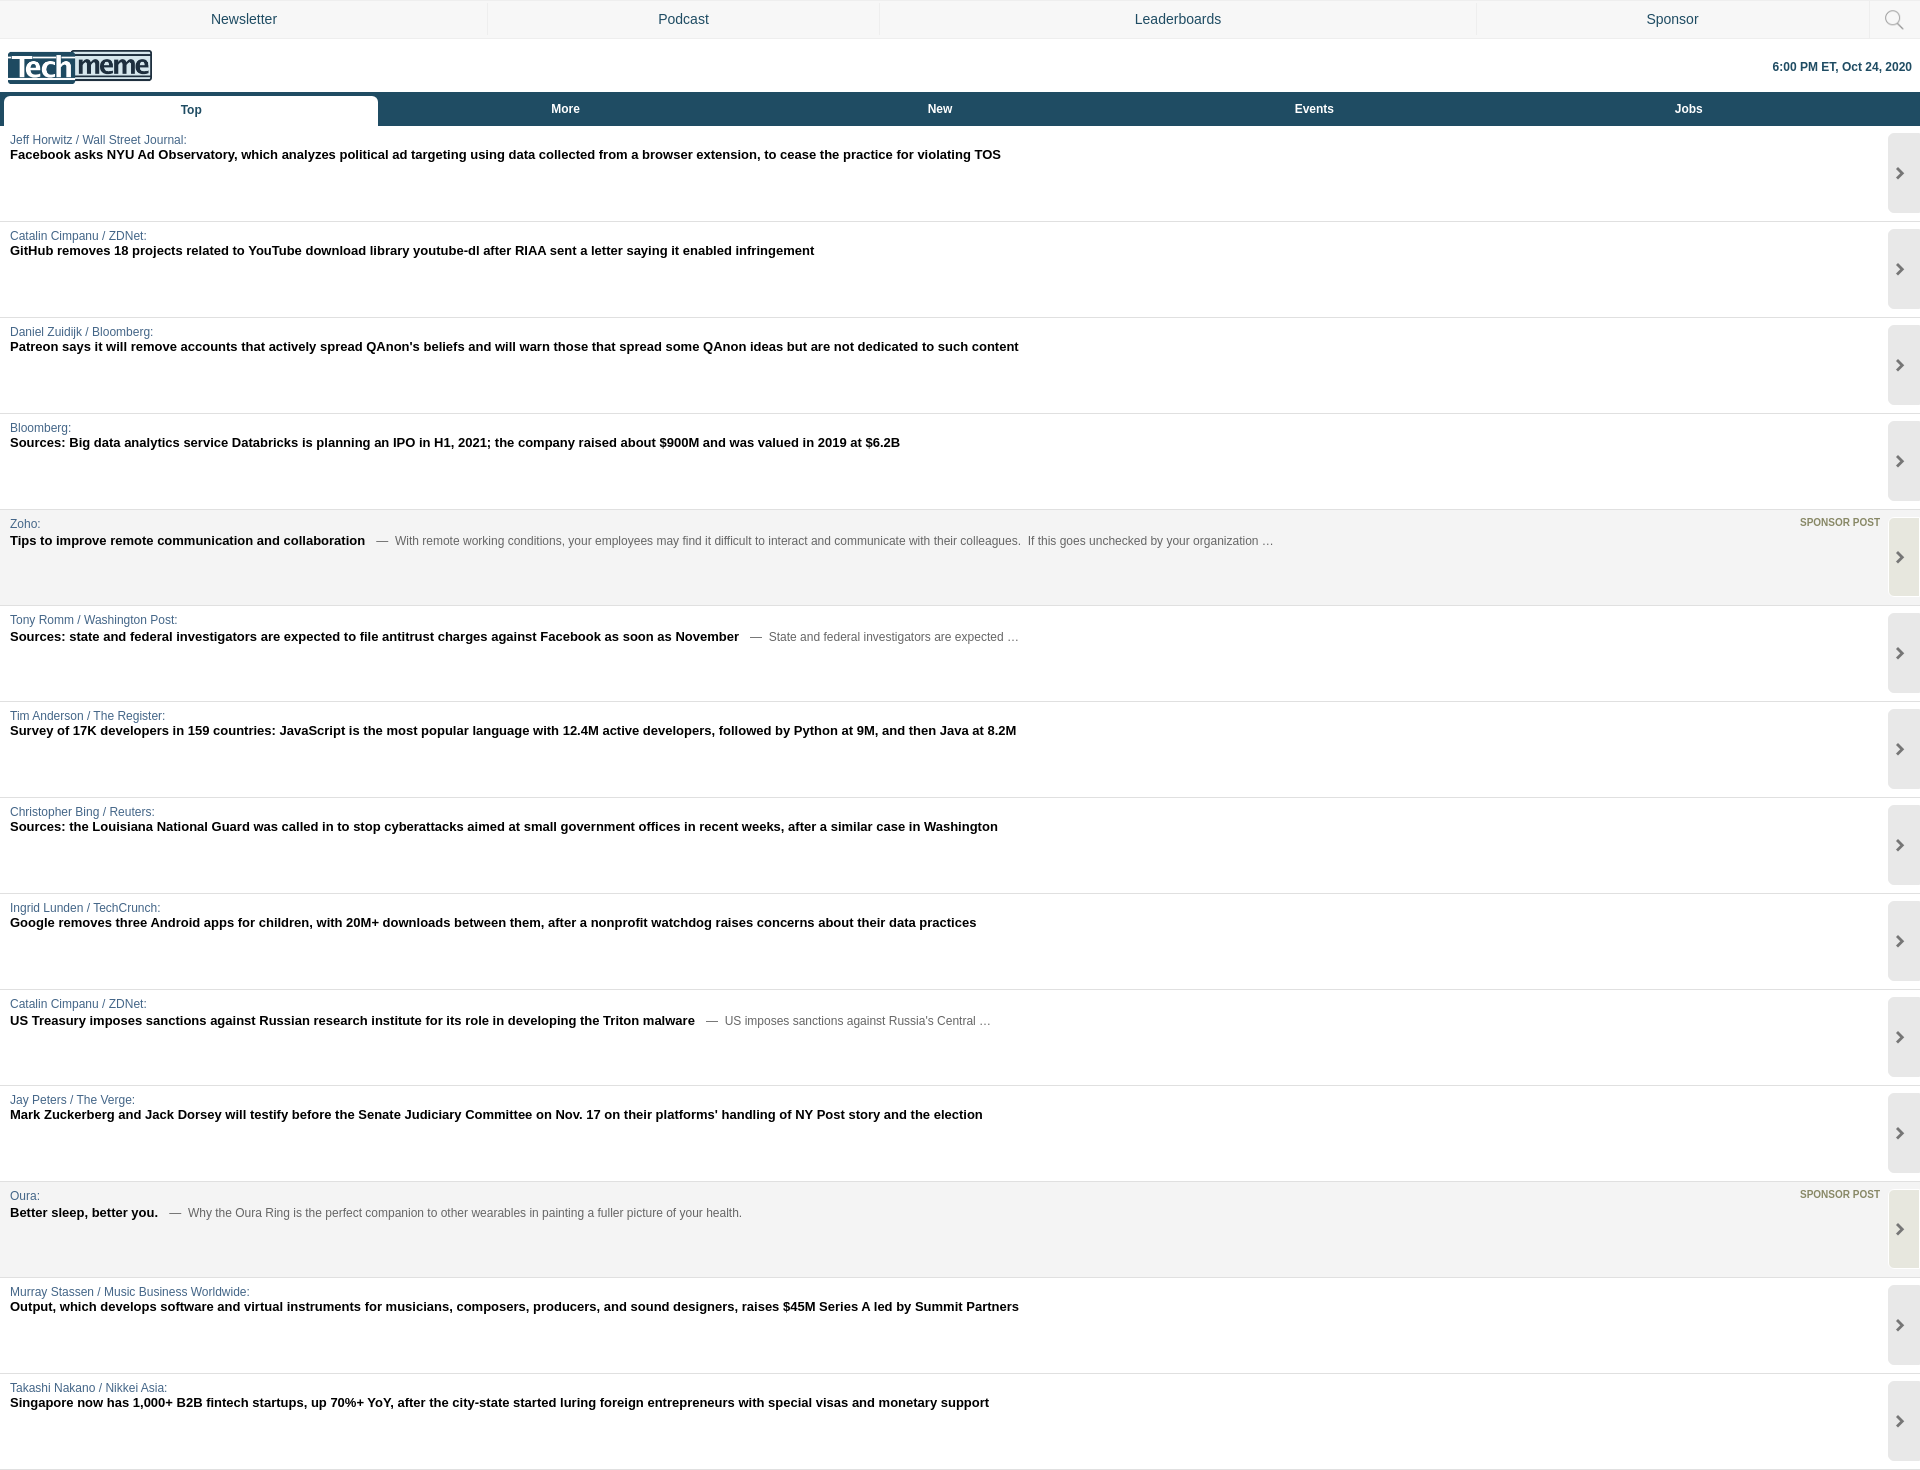 Newsletter
Podcast
Leaderboards
Sponsor
Techmeme
6:00 PM ET, Oct 24, 2020
Top
More
New
Events
Jobs
Jeff Horwitz / Wall Street Journal:
Facebook asks NYU Ad Observatory, which analyzes political ad targeting using data collected from a browser extension, to cease the practice for violating TOS
Catalin Cimpanu / ZDNet:
GitHub removes 18 projects related to YouTube download library youtube-dl after RIAA sent a letter saying it enabled infringement
Daniel Zuidijk / Bloomberg:
Patreon says it will remove accounts that actively spread QAnon's beliefs and will warn those that spread some QAnon ideas but are not dedicated to such content
Bloomberg:
Sources: Big data analytics service Databricks is planning an IPO in H1, 2021; the company raised about $900M and was valued in 2019 at $6.2B
Zoho:
SPONSOR POST
Tips to improve remote communication and collaboration — With remote working conditions, your employees may find it difficult to interact and communicate with their colleagues. If this goes unchecked by your organization …
Tony Romm / Washington Post:
Sources: state and federal investigators are expected to file antitrust charges against Facebook as soon as November — State and federal investigators are expected …
Tim Anderson / The Register:
Survey of 17K developers in 159 countries: JavaScript is the most popular language with 12.4M active developers, followed by Python at 9M, and then Java at 8.2M
Christopher Bing / Reuters:
Sources: the Louisiana National Guard was called in to stop cyberattacks aimed at small government offices in recent weeks, after a similar case in Washington
Ingrid Lunden / TechCrunch:
Google removes three Android apps for children, with 20M+ downloads between them, after a nonprofit watchdog raises concerns about their data practices
Catalin Cimpanu / ZDNet:
US Treasury imposes sanctions against Russian research institute for its role in developing the Triton malware — US imposes sanctions against Russia's Central …
Jay Peters / The Verge:
Mark Zuckerberg and Jack Dorsey will testify before the Senate Judiciary Committee on Nov. 17 on their platforms' handling of NY Post story and the election
Oura:
SPONSOR POST
Better sleep, better you. — Why the Oura Ring is the perfect companion to other wearables in painting a fuller picture of your health.
Murray Stassen / Music Business Worldwide:
Output, which develops software and virtual instruments for musicians, composers, producers, and sound designers, raises $45M Series A led by Summit Partners
Takashi Nakano / Nikkei Asia:
Singapore now has 1,000+ B2B fintech startups, up 70%+ YoY, after the city-state started luring foreign entrepreneurs with special visas and monetary support